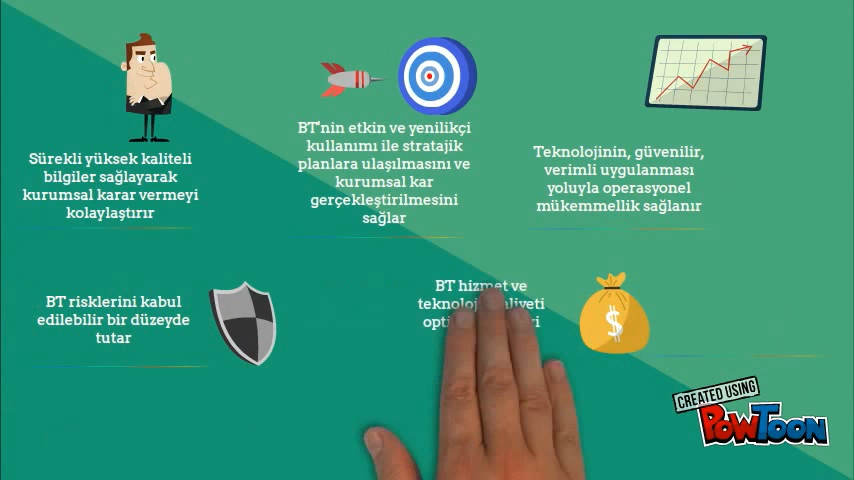 Sürekli yüksek kaliteli
bilgiler sağlayarak
kurumsal karar vermeyi
kolaylaştırır
BT'nin etkin ve yenilikçi
kullanımı ile stratajik
planlara ulaşılmasını ve
kurumsal kar
gerçekleştirilmesini
sağlar
Teknolojinin, güvenilir,
verimli uygulanması
yoluyla operasyonel
mükemmellik sağlanır
BT risklerini kabul
edilebilir bir düzeyde
tutar
BT hizmet ve
$
CREATED USING
POWTOON